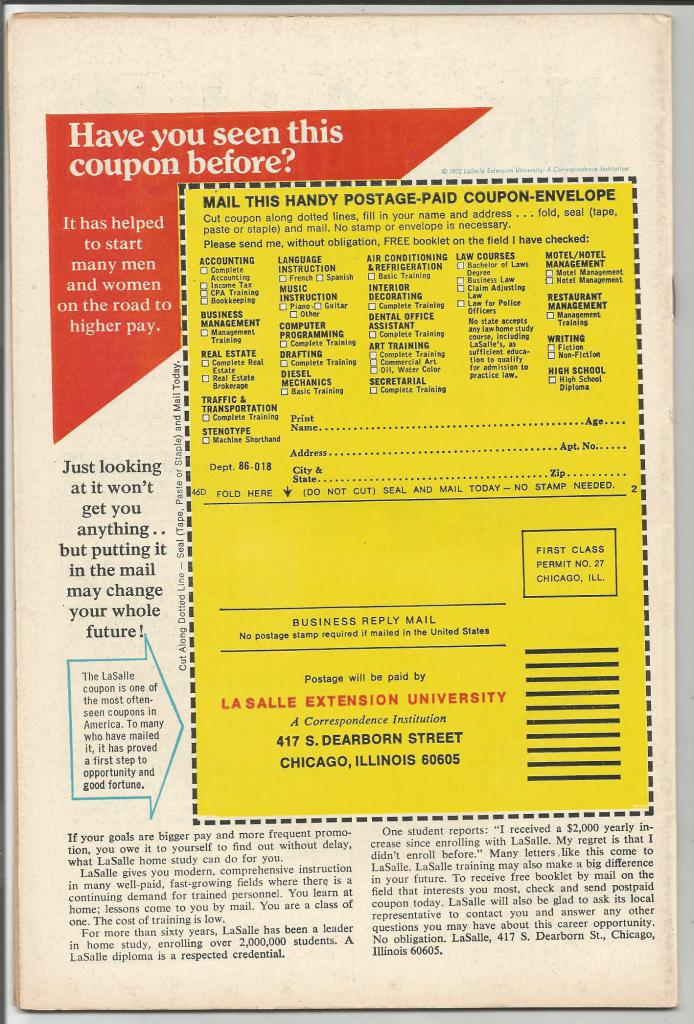 Have you seen this
coupon before?
© 1972 LaSalle Extension University: A Correspondence Institution
It has helped
to start
many men
and women
on the road to
higher pay.
MAIL THIS HANDY POSTAGE-PAID COUPON-ENVELOPE
Cut coupon along dotted lines, fill in your name and address . . . fold, seal (tape,
paste or staple) and mail. No stamp or envelope is necessary.
Please send me, without obligation, FREE booklet on the field I have checked:
ACCOUNTING
Complete
Accounting
Income Tax
CPA Training
Bookkeeping
BUSINESS
MANAGEMENT
Management
Training
REAL ESTATE
Complete Real
Estate
Real Estate
Brokerage
TRAFFIC &
TRANSPORTATION
Complete Training
STENOTYPE
Machine Shorthand
LANGUAGE
INSTRUCTION
French Spanish
MUSIC
INSTRUCTION
Piano Guitar
Other
COMPUTER
PROGRAMMING
Complete Training
DRAFTING
Complete Training
DIESEL
MECHANICS
Basic Training
AIR CONDITIONING
& REFRIGERATION
Basic Training
INTERIOR
DECORATING
Complete Training
DENTAL OFFICE
ASSISTANT
Complete Training
ART TRAINING
Complete Training
Commercial Art
Oil, Water Color
SECRETARIAL
Complete Training
LAW COURSES
Bachelor of Laws
Degree
Business Law
Claim Adjusting
Law
Law for Police
Officers
No state accepts
any law home study
course, including
LaSalle's, as
sufficient educa-
tion to qualify
for admission to
practice law.
MOTEL/HOTEL
MANAGEMENT
Motel Management
Hotel Management
RESTAURANT
MANAGEMENT
Management
Training
WRITING
Fiction
Non-Fiction
HIGH SCHOOL
High School
Diploma
Print
Name.......... Age....
Address.......... Apt. No......
Dept. 86-018
City &
State.......... Zip..........
46D FOLD HERE (DO NOT CUT) SEAL AND MAIL TODAY — NO STAMP NEEDED. 2
Cut Along Dotted Line — Seal (Tape, Paste or Staple) and Mail Today.
Just looking
at it won't
get you
anything . .
but putting it
in the mail
may change
your whole
future!
FIRST CLASS
PERMIT NO. 27
CHICAGO, ILL.
BUSINESS REPLY MAIL
No postage stamp required if mailed in the United States
Postage will be paid by
LA SALLE EXTENSION UNIVERSITY
A Correspondence Institution
417 S. DEARBORN STREET
CHICAGO, ILLINOIS 60605
The LaSalle
coupon is one of
the most often-
seen coupons in
America. To many
who have mailed
it, it has proved
a first step to
opportunity and
good fortune.
If your goals are bigger pay and more frequent promo-
tion, you owe it to yourself to find out without delay,
what LaSalle home study can do for you.
LaSalle gives you modern, comprehensive instruction
in many well-paid, fast-growing fields where there is a
continuing demand for trained personnel. You learn at
home; lessons come to you by mail. You are a class of
one. The cost of training is low.
For more than sixty years, LaSalle has been a leader
in home study, enrolling over 2,000,000 students. A
LaSalle diploma is a respected credential.
One student reports: "I received a $2,000 yearly in-
crease since enrolling with LaSalle. My regret is that I
didn't enroll before." Many letters like this come to
LaSalle. LaSalle training may also make a big difference
in your future. To receive free booklet by mail on the
field that interests you most, check and send postpaid
coupon today. LaSalle will also be glad to ask its local
representative to contact you and answer any other
questions you may have about this career opportunity.
No obligation. LaSalle, 417 S. Dearborn St., Chicago,
Illinois 60605.